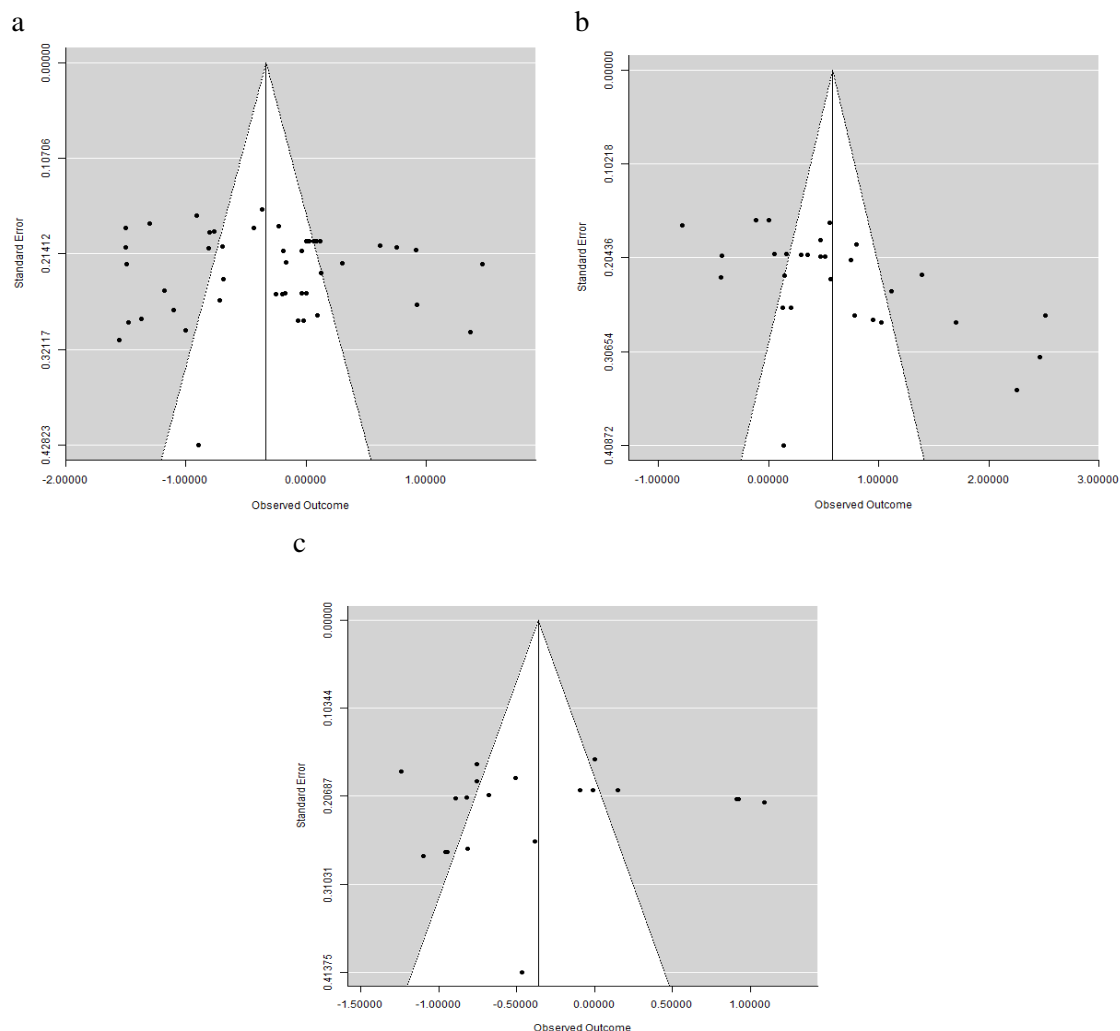 a
0.00000
0.10706
0.21412
0.32117
0.42823
Standard Error
-2.00000 -1.00000 0.00000 1.00000
Observed Outcome
b
0.00000
0.10218
0.20436
0.30654
0.40872
Standard Error
-1.00000 0.00000 1.00000 2.00000 3.00000
Observed Outcome
c
0.00000
0.10344
0.20687
0.31031
0.41375
Standard Error
-1.50000 -1.00000 -0.50000 0.00000 0.50000 1.00000
Observed Outcome